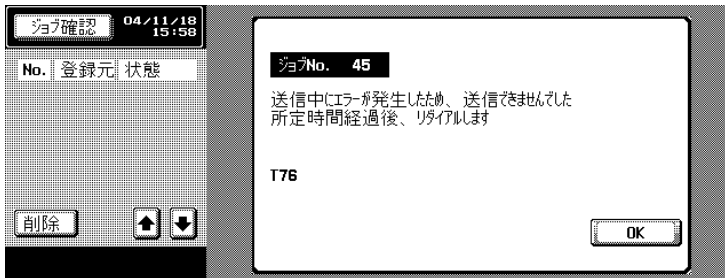 ジョブ確認 04/11/18
15:58
No. 登録元 状態
削除
ジョブNo. 45
送信中にエラーが発生したため、送信できませんでした
所定時間経過後、リダイアルします
T76
OK